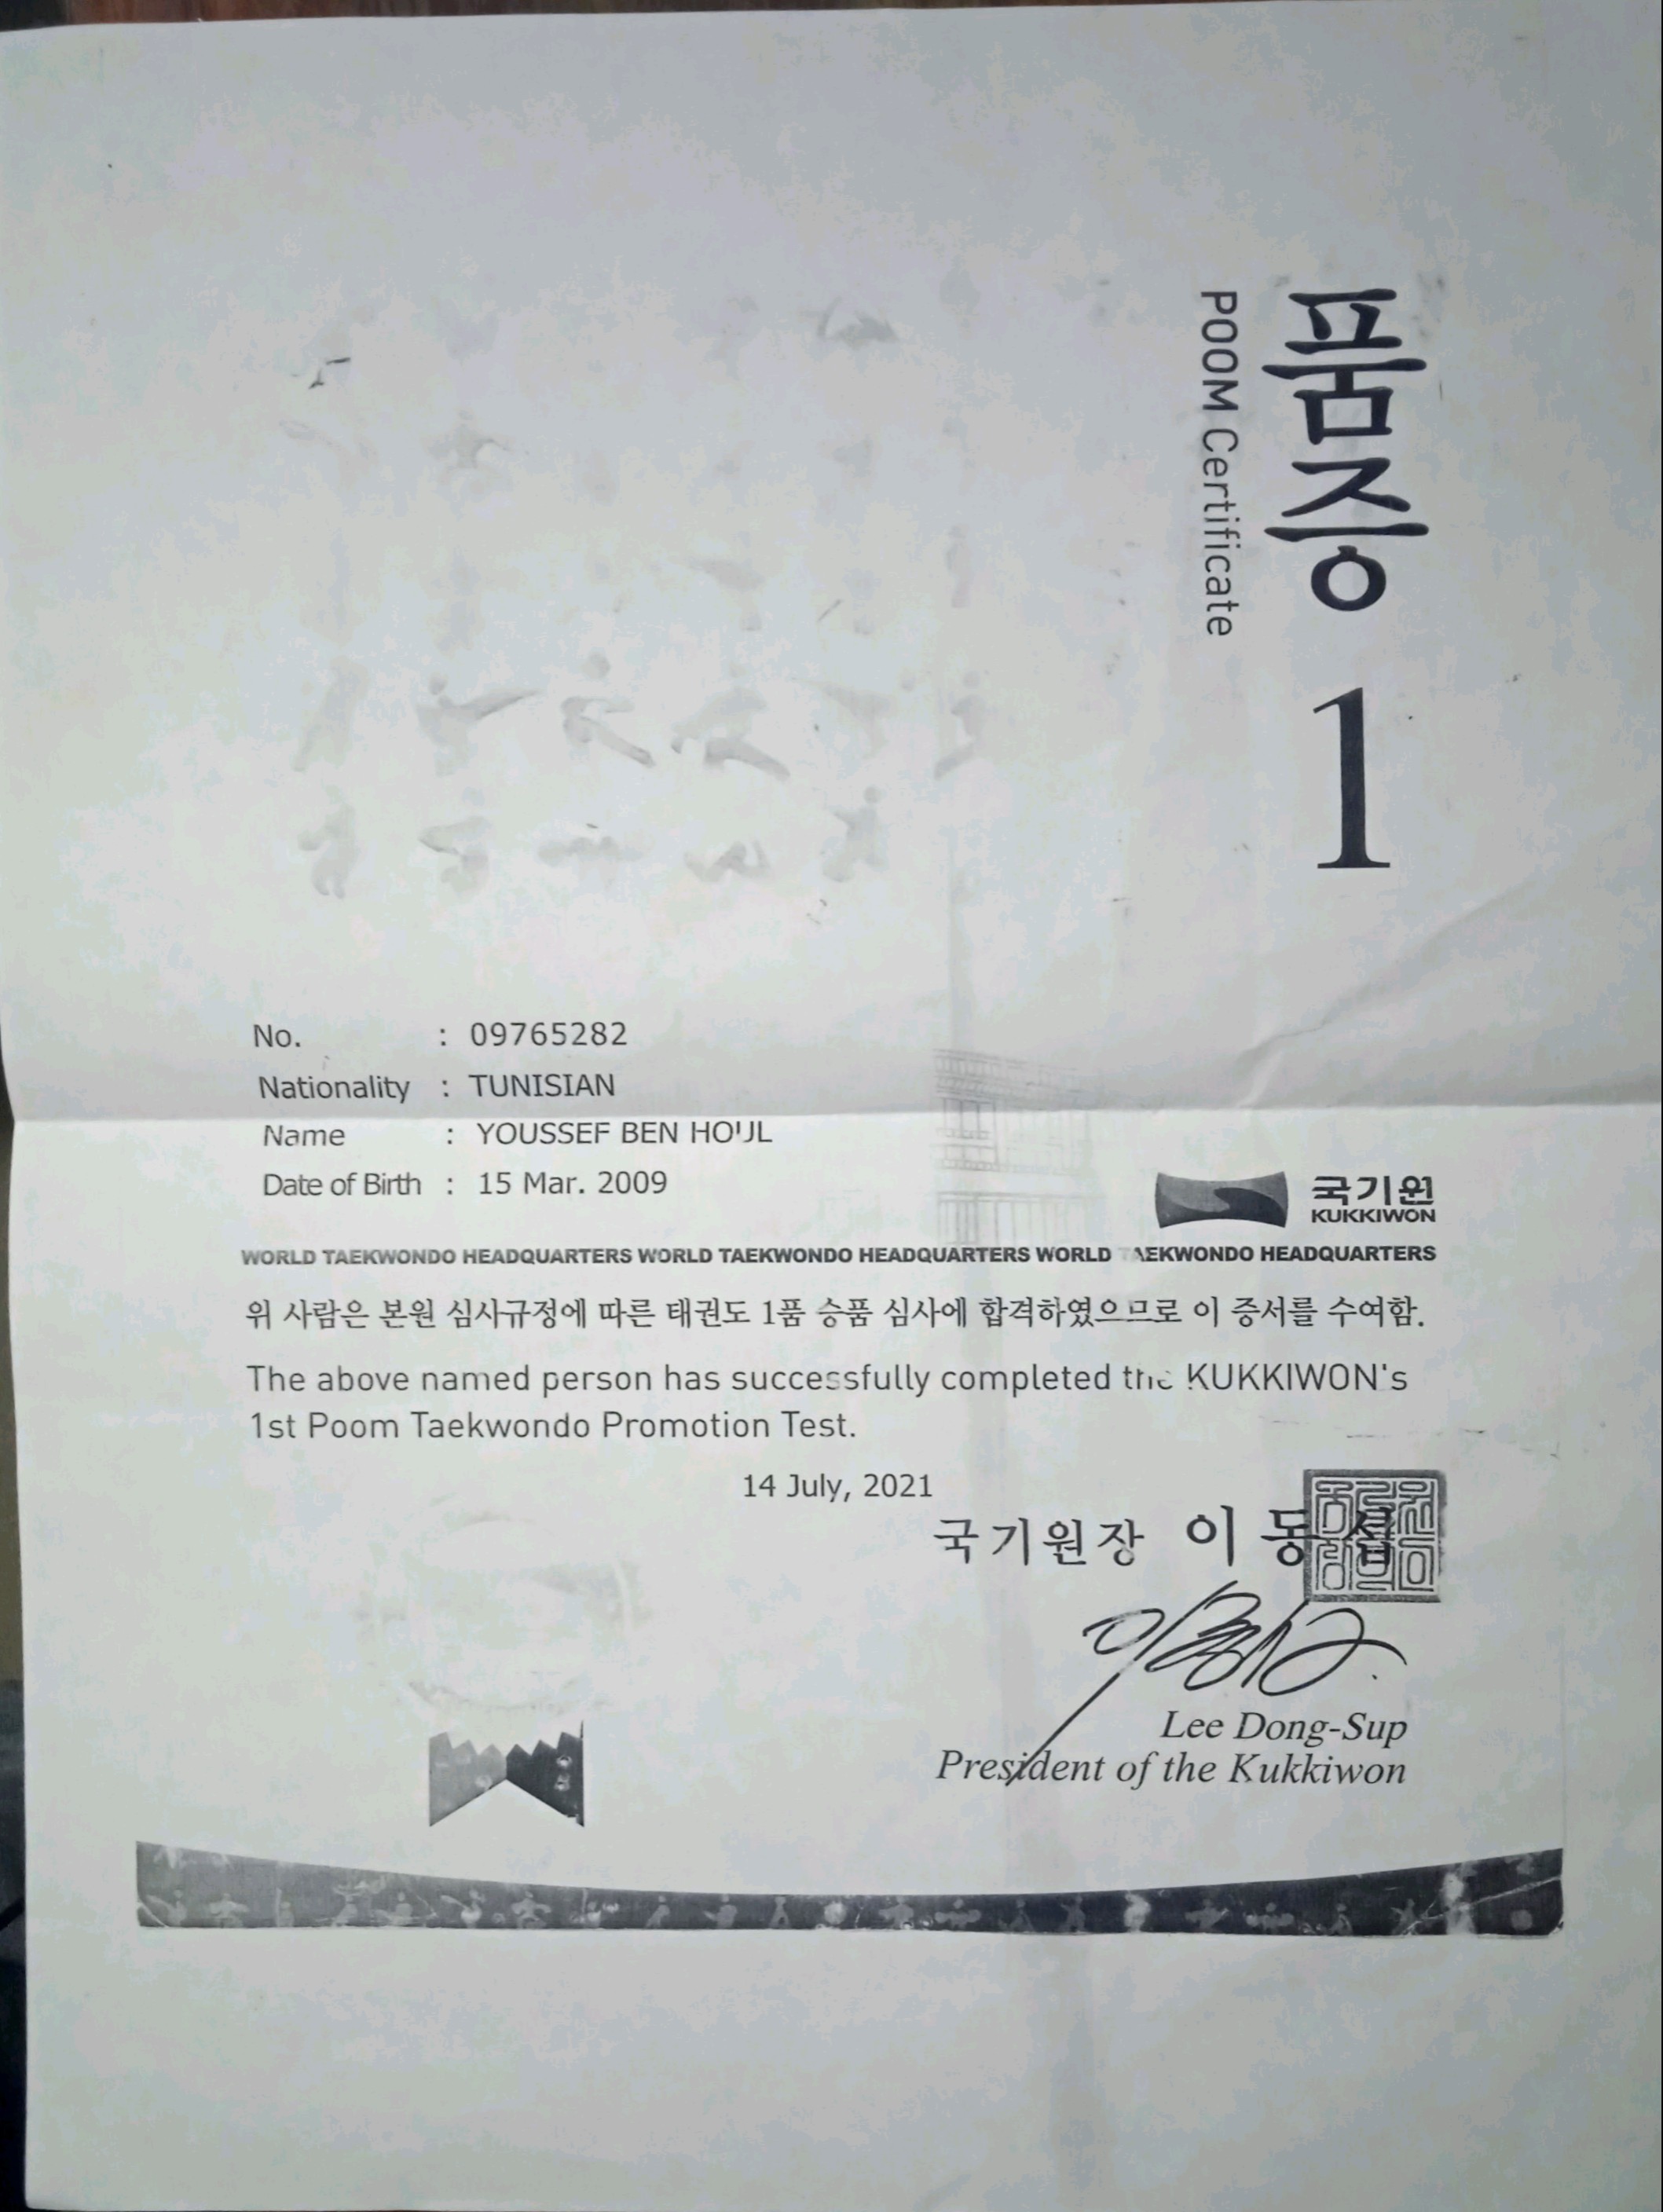 품증 1
POOM Certificate
No. : 09765282
Nationality : TUNISIAN
Name : YOUSSEF BEN HOUL
Date of Birth : 15 Mar. 2009
국기원
KUKKIWON
WORLD TAEKWONDO HEADQUARTERS WORLD TAEKWONDO HEADQUARTERS WORLD TAEKWONDO HEADQUARTERS
위 사람은 본원 심사규정에 따른 태권도 1품 승품 심사에 합격하였으므로 이 증서를 수여함.
The above named person has successfully completed the KUKKIWON's
1st Poom Taekwondo Promotion Test.
14 July, 2021
국기원장 이동섭
Lee Dong-Sup
President of the Kukkiwon